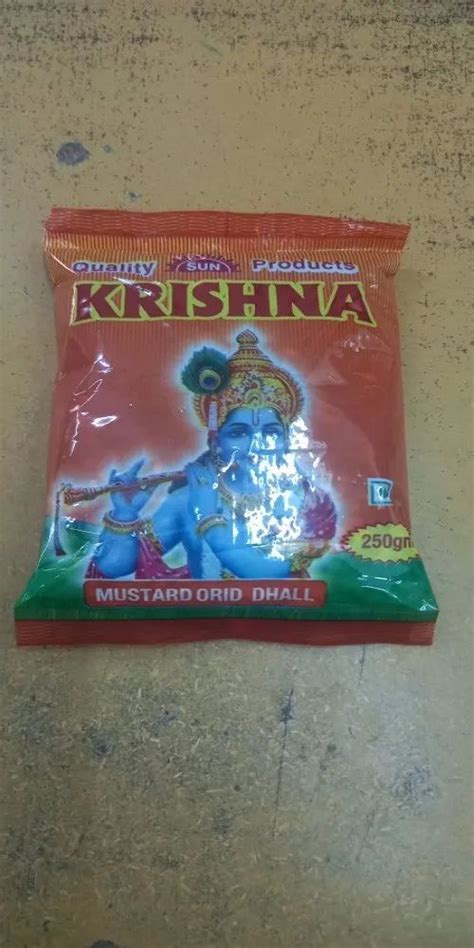 Quality SUN Products
KRISHNA
250gm
MUSTARD ORID DHALL